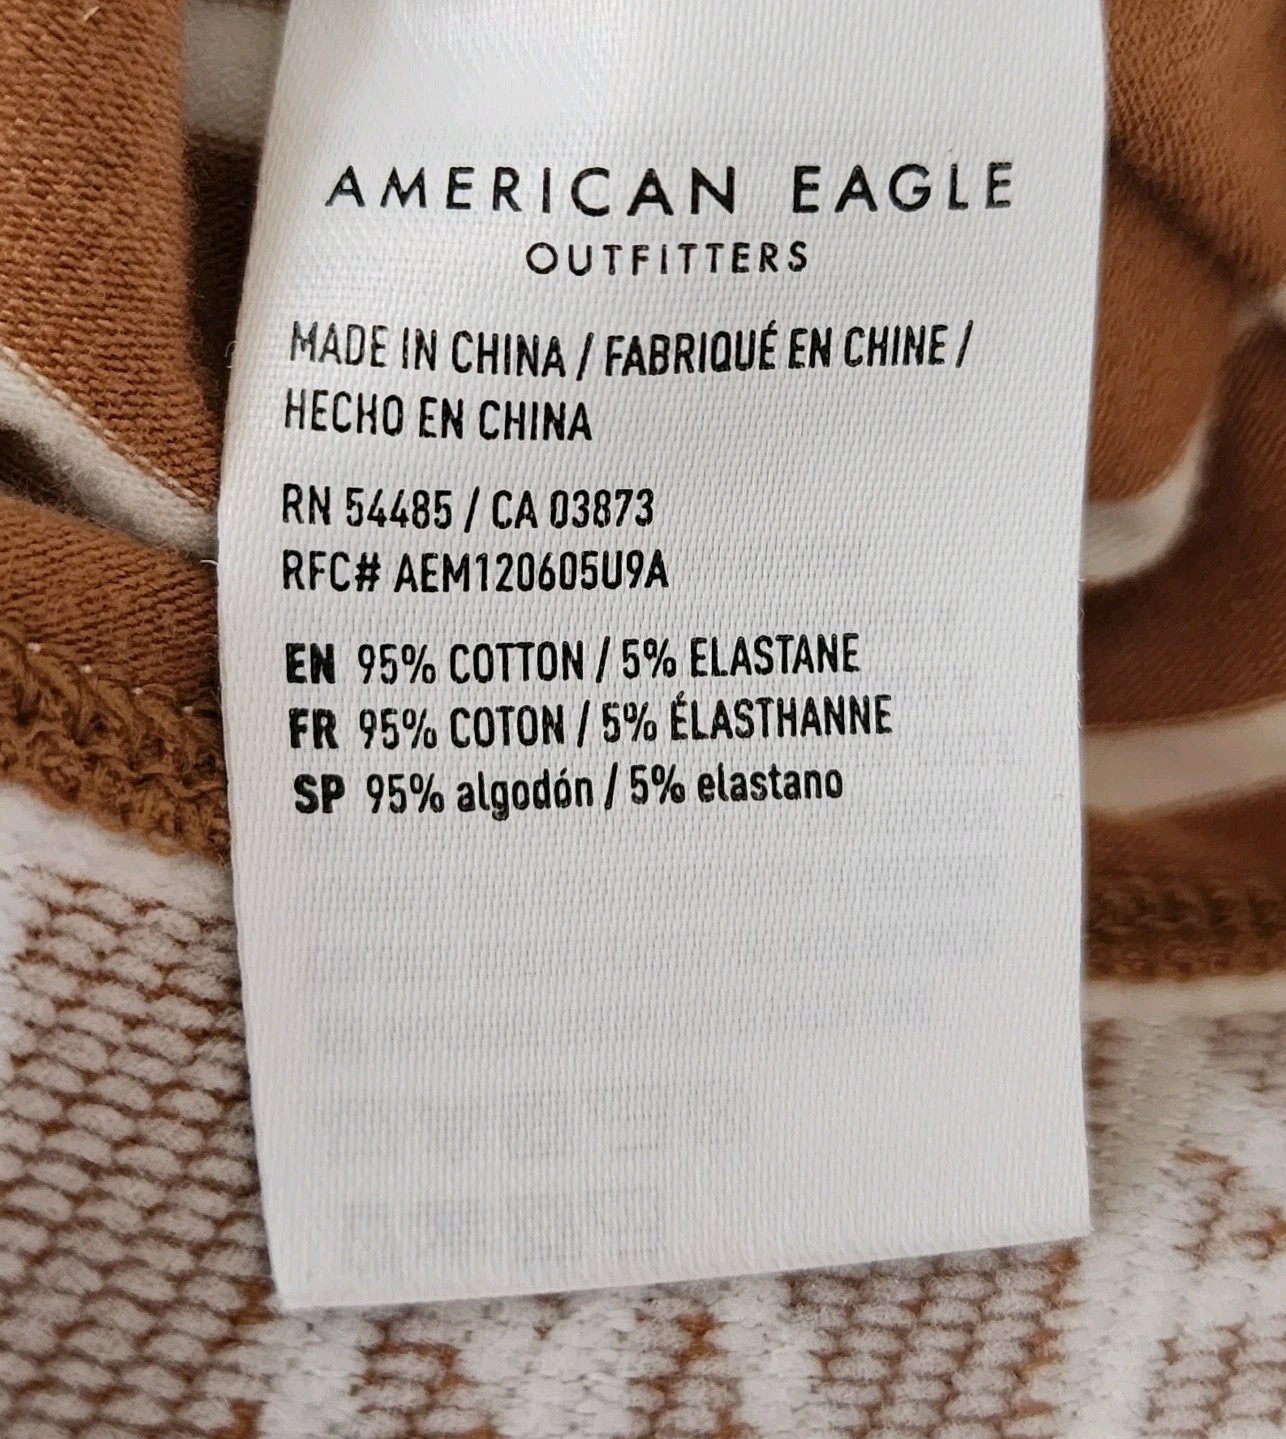 AMERICAN EAGLE
OUTFITTERS
MADE IN CHINA / FABRIQUÉ EN CHINE /
HECHO EN CHINA
RN 54485 / CA 03873
RFC# AEM120605U9A
EN 95% COTTON / 5% ELASTANE
FR 95% COTON / 5% ÉLASTHANNE
SP 95% algodón / 5% elastano